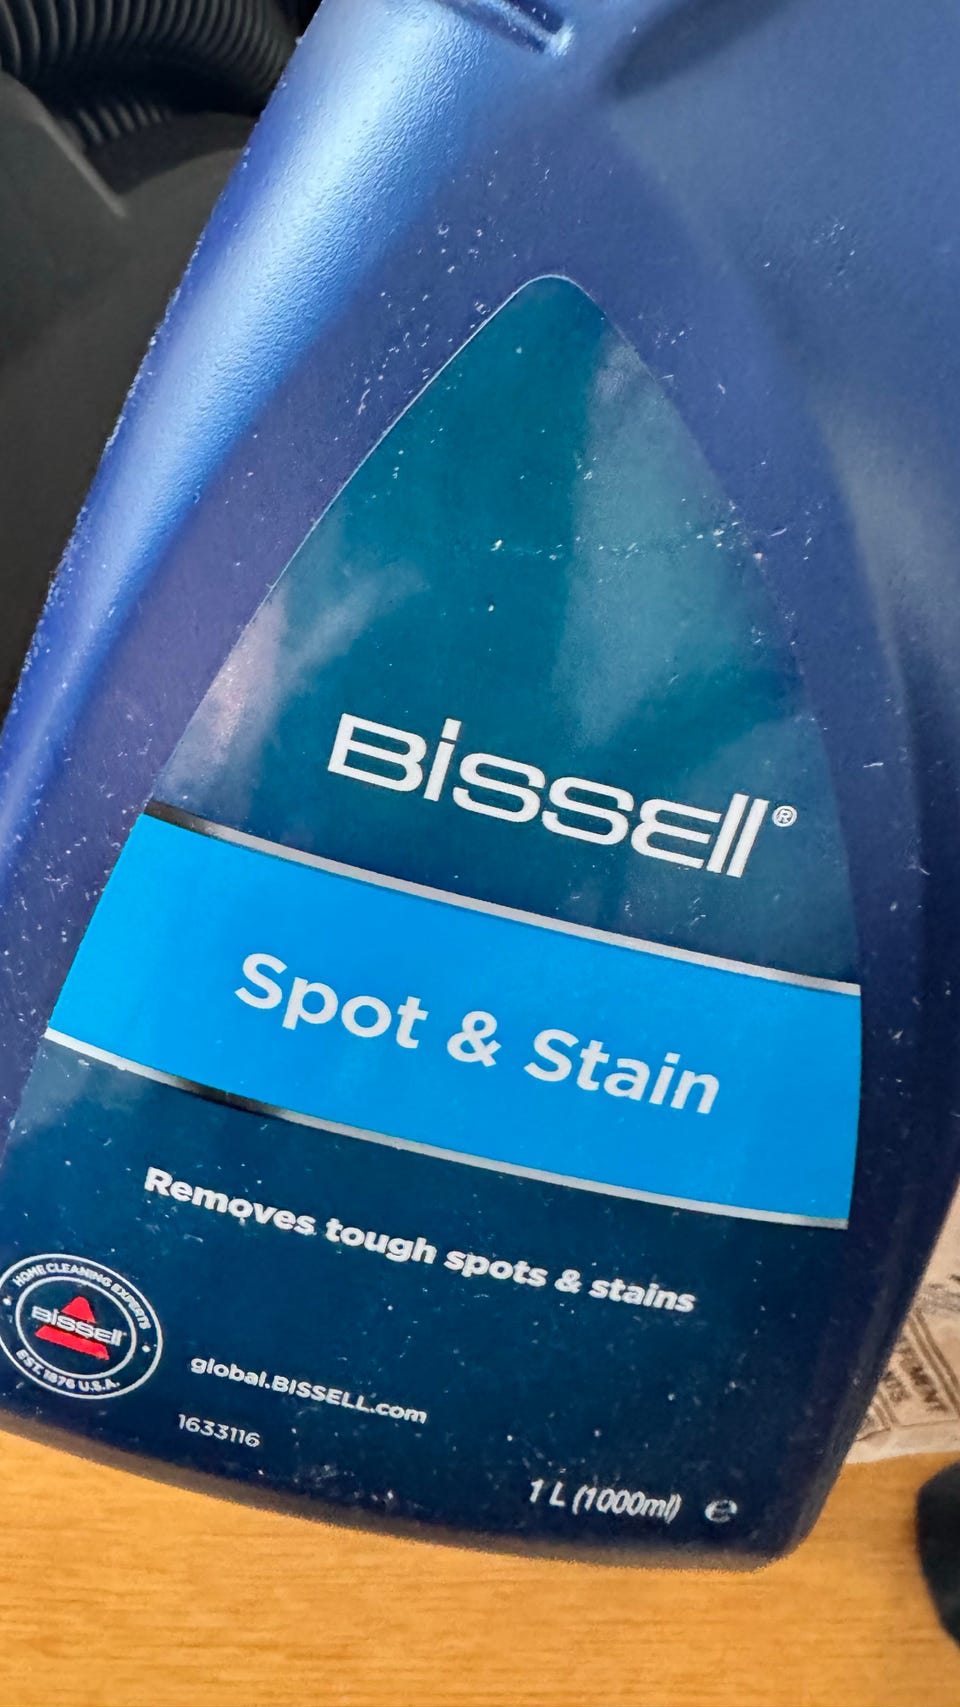 BISSELL®
Spot & Stain
Removes tough spots & stains
HOME CLEANING EXPERTS
BISSELL
EST. 1876 U.S.A.
global.BISSELL.com
1633116
1 L (1000ml) ℮